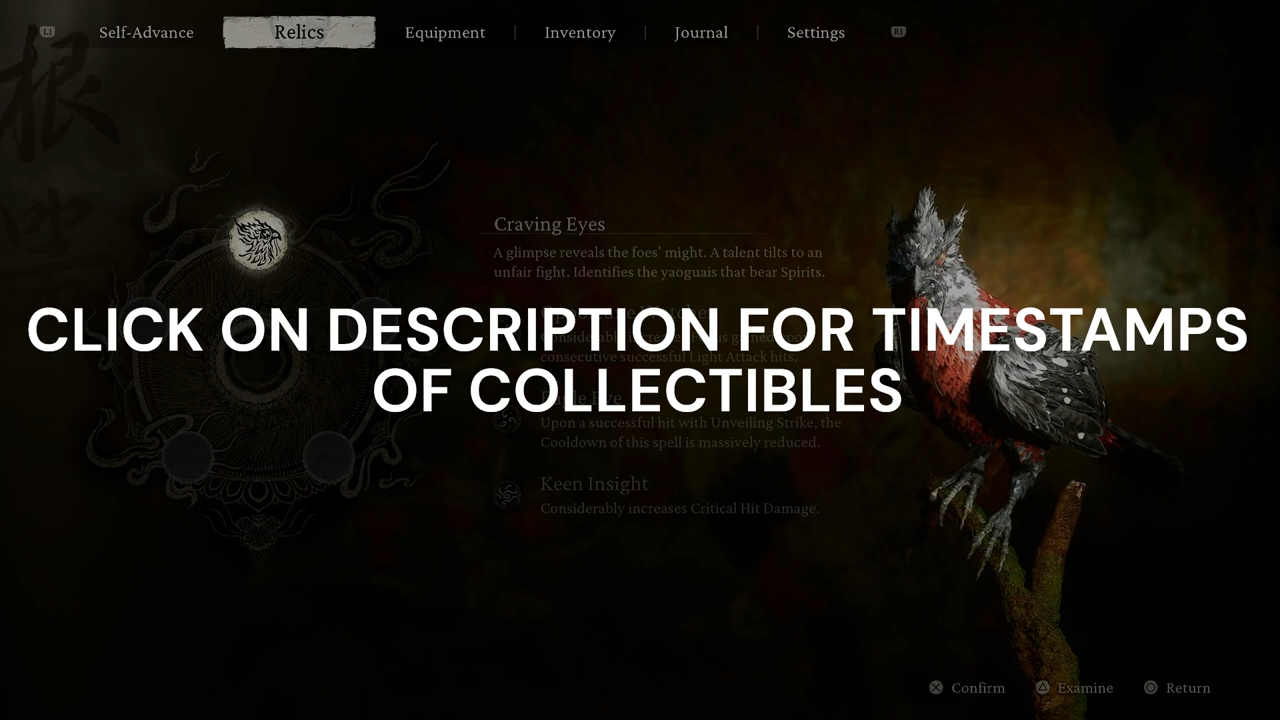 L1 Self-Advance Relics Equipment Inventory Journal Settings R1
根
Craving Eyes
A glimpse reveals the foes' might. A talent tilts to an
unfair fight. Identifies the yaoguais that bear Spirits.
CLICK ON DESCRIPTION FOR TIMESTAMPS
consecutive successful Light Attack hits.
OF COLLECTIBLES
Upon a successful hit with Unveiling Strike, the
Cooldown of this spell is massively reduced.
Keen Insight
Considerably increases Critical Hit Damage.
Confirm Examine Return